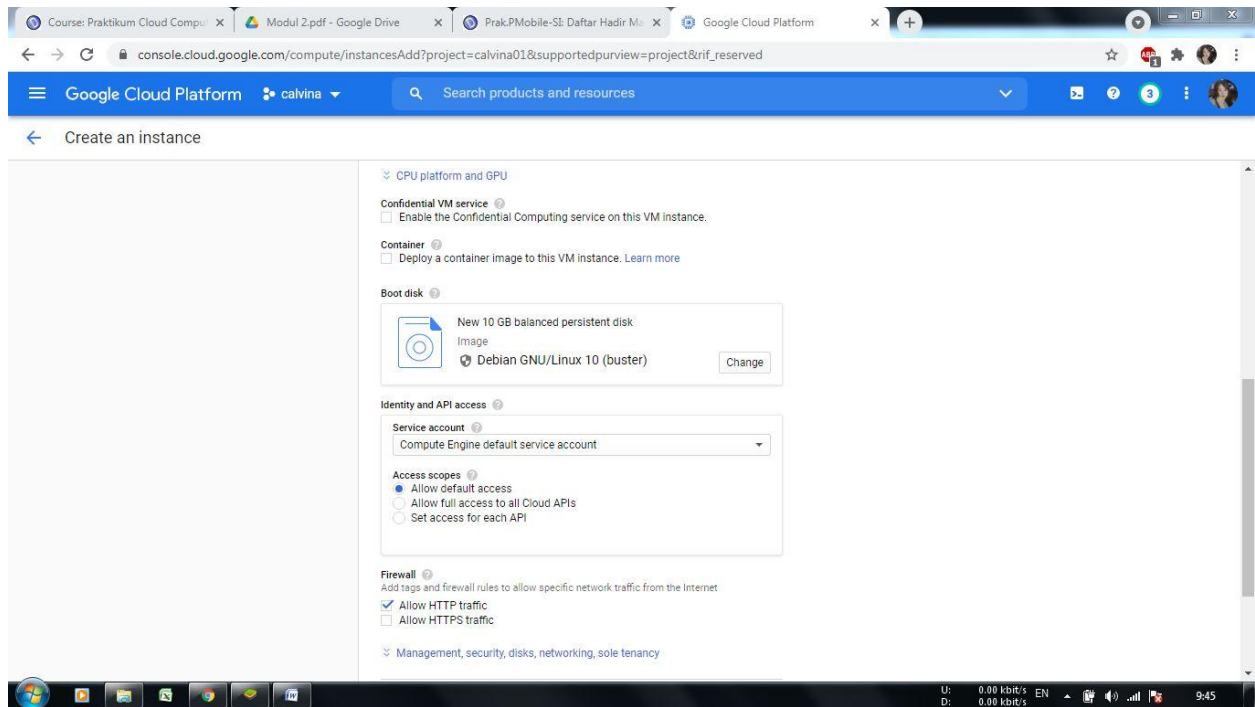 Course: Praktikum Cloud Comput
Modul 2.pdf - Google Drive
Prak.PMobile-SI: Daftar Hadir Ma
Google Cloud Platform
console.cloud.google.com/compute/instancesAdd?project=calvina01&supportedpurview=project&rif_reserved
ABP
1
Google Cloud Platform
calvina
Search products and resources
3
Create an instance
CPU platform and GPU
Confidential VM service
Enable the Confidential Computing service on this VM instance.
Container
Deploy a container image to this VM instance. Learn more
Boot disk
New 10 GB balanced persistent disk
Image
Debian GNU/Linux 10 (buster)
Change
Identity and API access
Service account
Compute Engine default service account
Access scopes
Allow default access
Allow full access to all Cloud APIs
Set access for each API
Firewall
Add tags and firewall rules to allow specific network traffic from the Internet
Allow HTTP traffic
Allow HTTPS traffic
Management, security, disks, networking, sole tenancy
U: 0.00 kbit/s
D: 0.00 kbit/s
EN
9:45